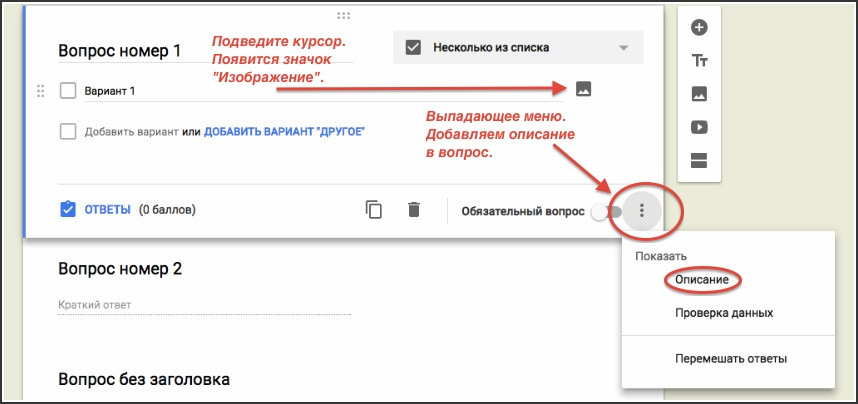 Вопрос номер 1
Подведите курсор.
Появится значок
"Изображение".
Несколько из списка
Вариант 1
Добавить вариант или ДОБАВИТЬ ВАРИАНТ "ДРУГОЕ"
Выпадающее меню.
Добавляем описание
в вопрос.
ОТВЕТЫ (0 баллов)
Обязательный вопрос
Вопрос номер 2
Краткий ответ
Вопрос без заголовка
Показать
Описание
Проверка данных
Перемешать ответы
Тт